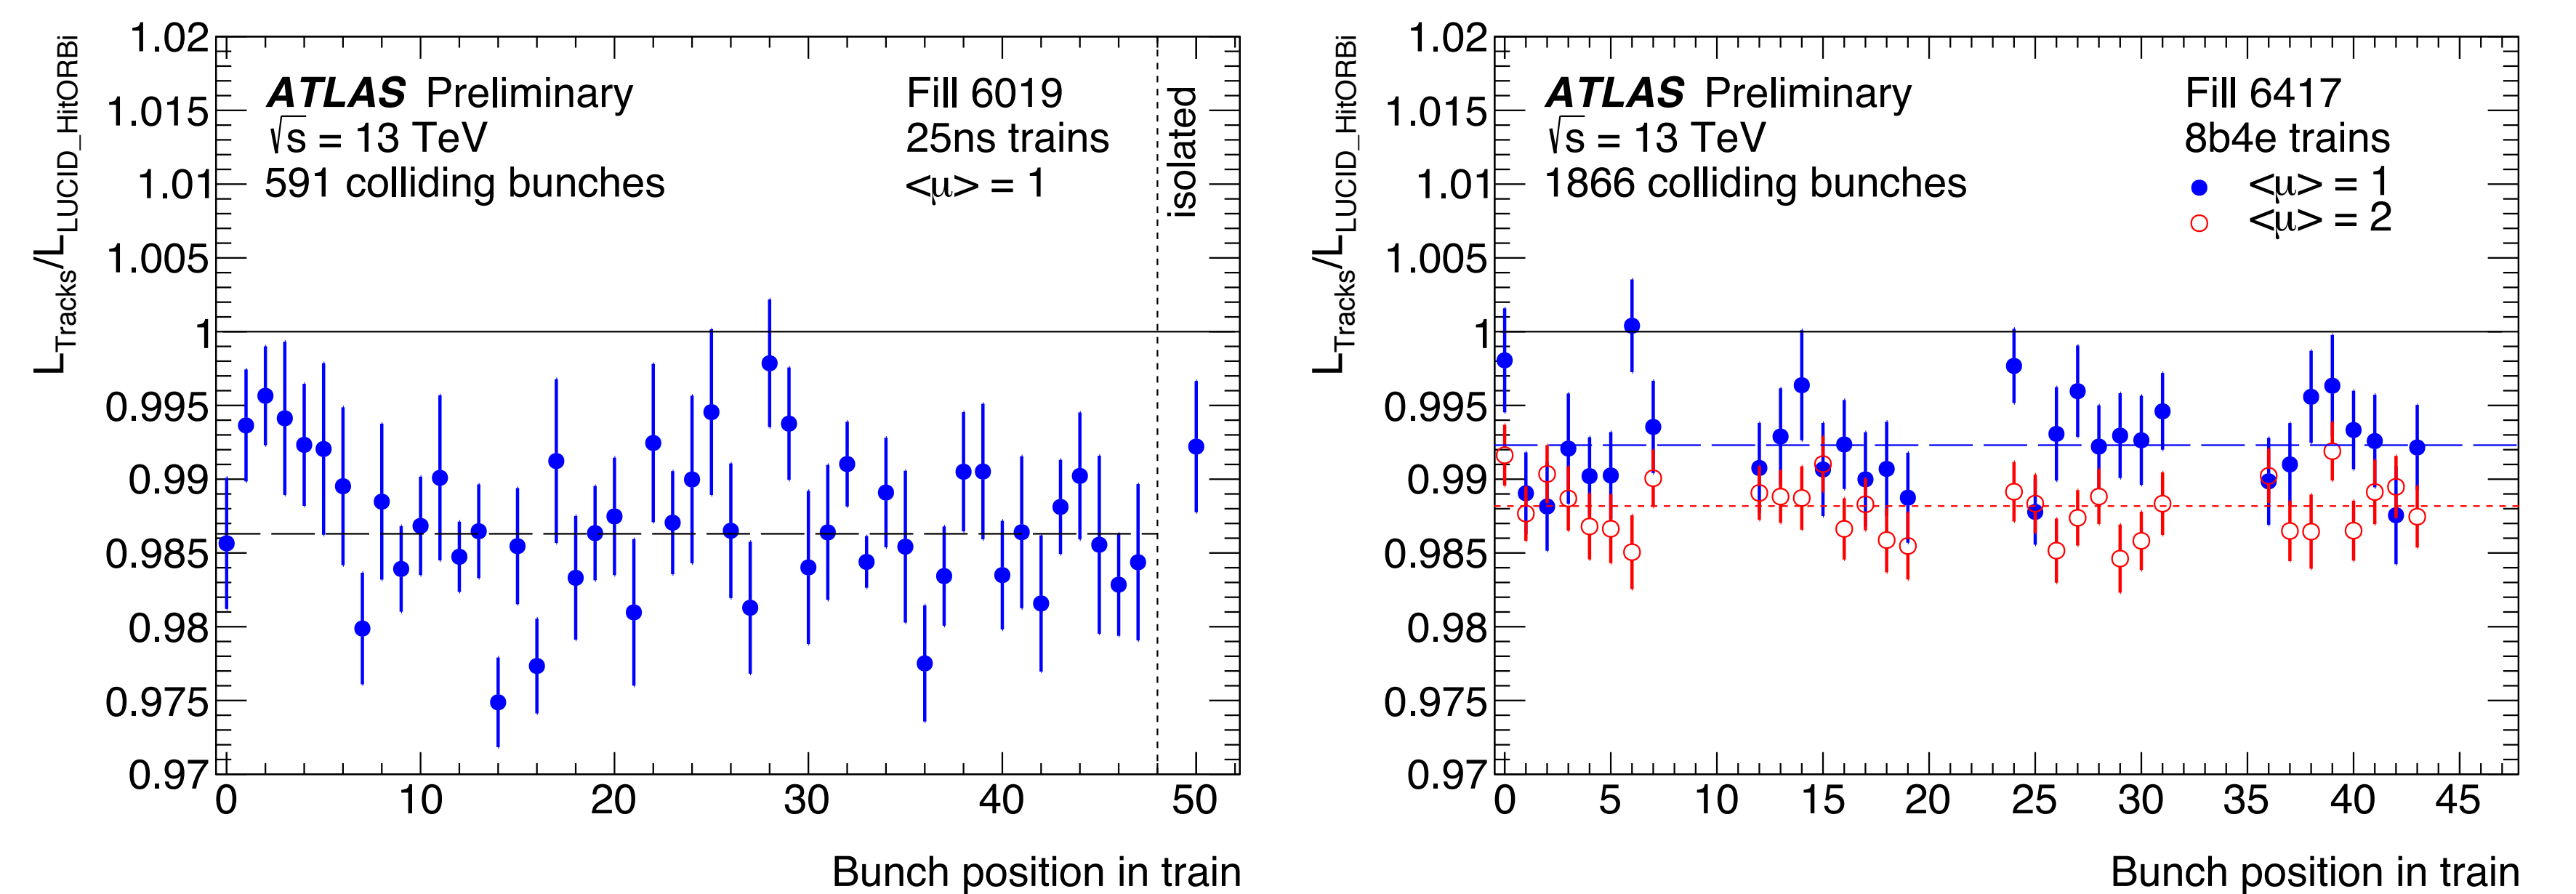 L_Tracks/L_LUCID_HitORBi
1.02
1.015
1.01
1.005
1
0.995
0.99
0.985
0.98
0.975
0.97
ATLAS Preliminary
√s = 13 TeV
591 colliding bunches
Fill 6019
25ns trains
<μ> = 1
isolated
0 10 20 30 40 50
Bunch position in train
L_Tracks/L_LUCID_HitORBi
1.02
1.015
1.01
1.005
1
0.995
0.99
0.985
0.98
0.975
0.97
ATLAS Preliminary
√s = 13 TeV
1866 colliding bunches
Fill 6417
8b4e trains
<μ> = 1
<μ> = 2
0 5 10 15 20 25 30 35 40 45
Bunch position in train